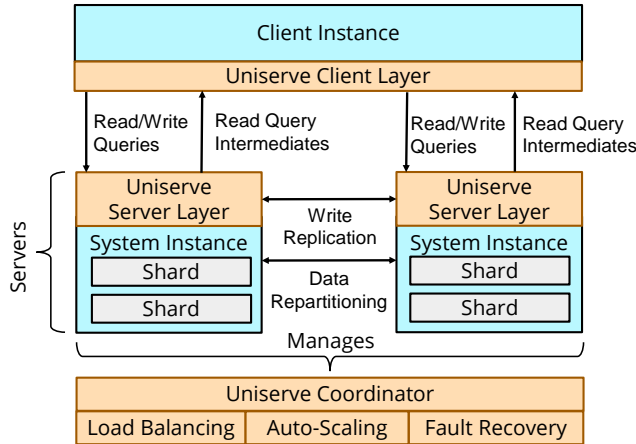 Client Instance
Uniserve Client Layer
Read/Write
Queries
Read Query
Intermediates
Read/Write
Queries
Read Query
Intermediates
Servers
Uniserve
Server Layer
System Instance
Shard
Shard
Write
Replication
Data
Repartitioning
Uniserve
Server Layer
System Instance
Shard
Shard
Manages
Uniserve Coordinator
Load Balancing
Auto-Scaling
Fault Recovery